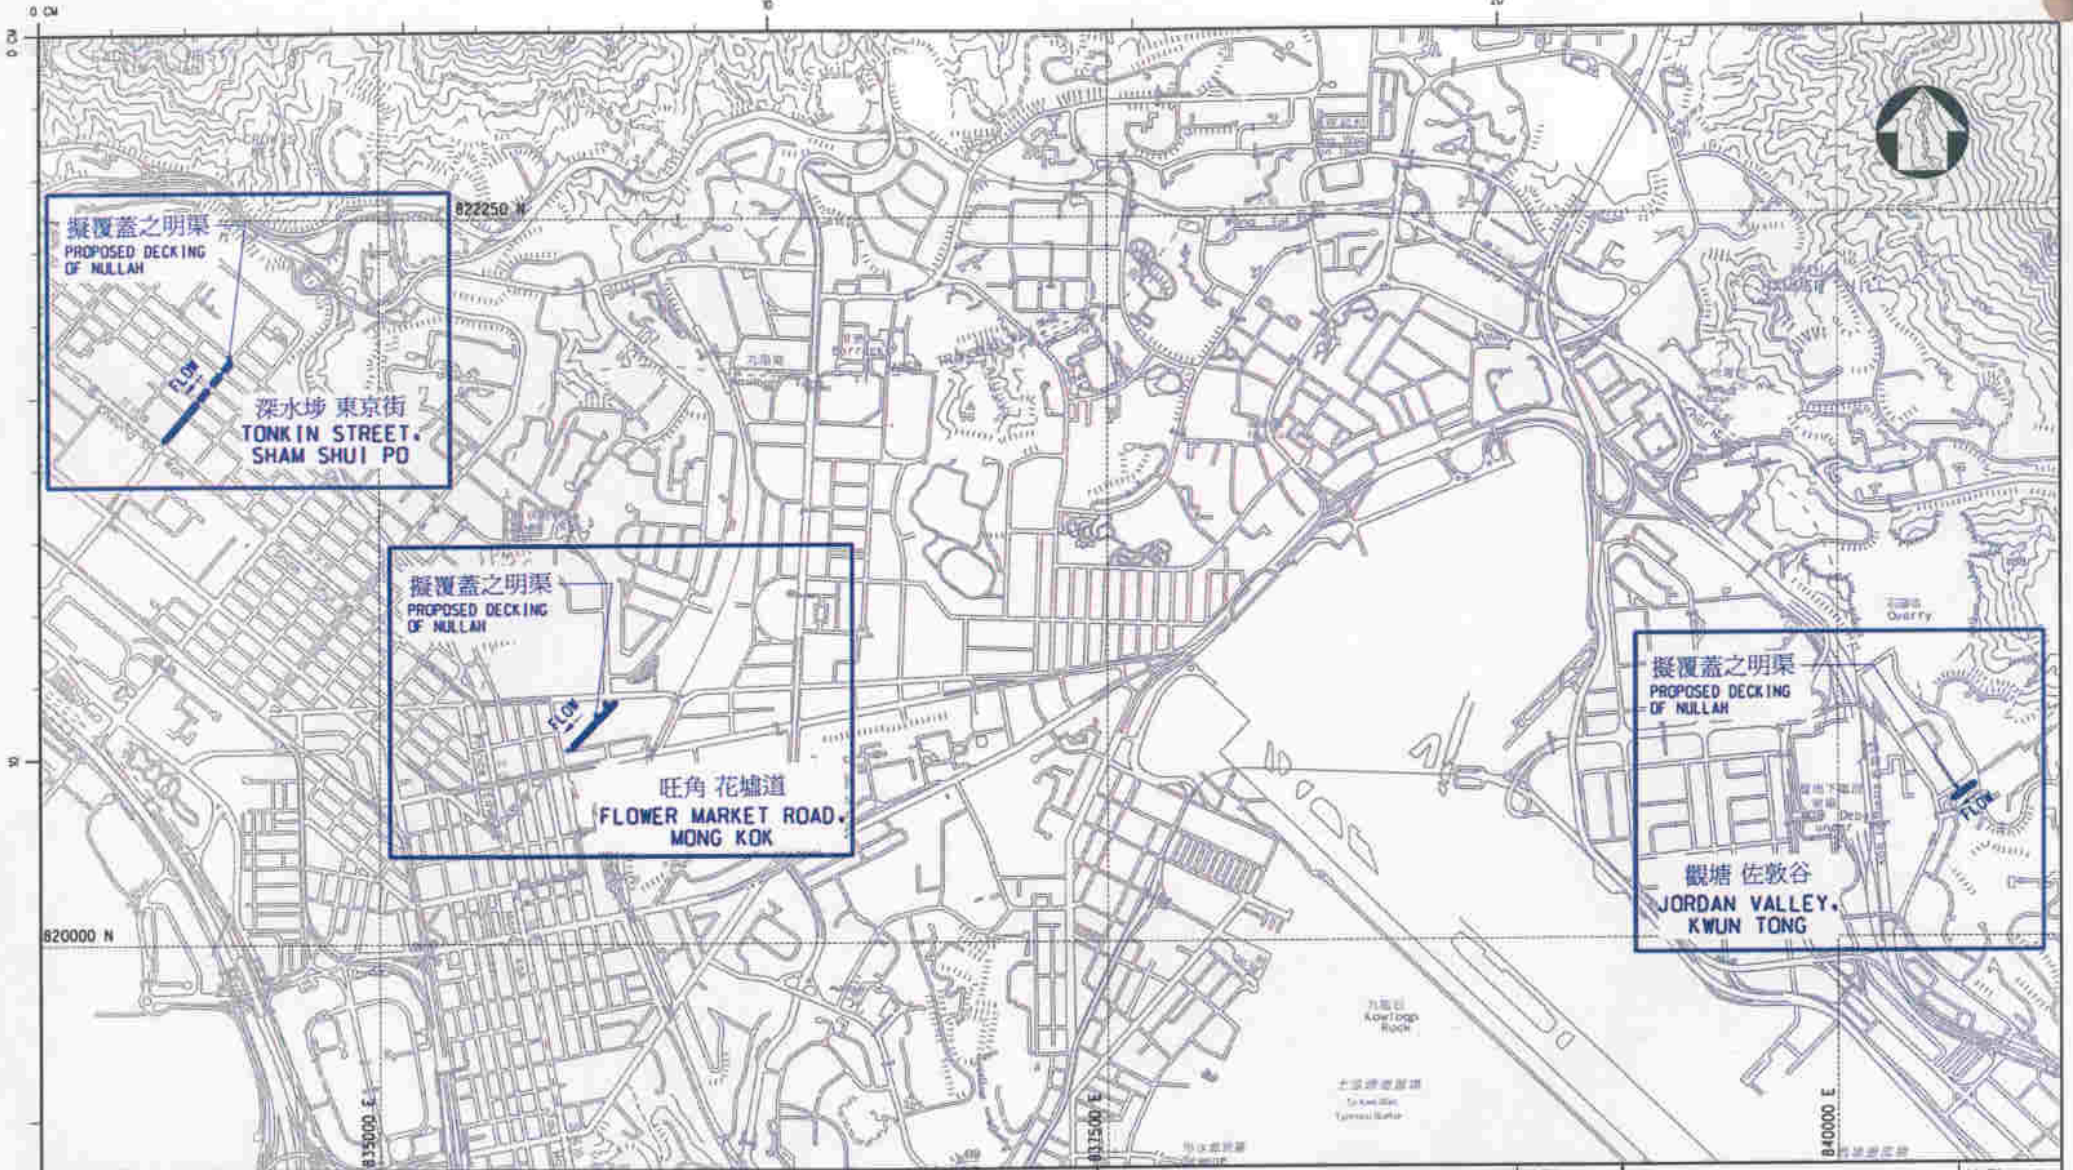 0 CM
10
20
0
10
822250 N
擬覆蓋之明渠
PROPOSED DECKING
OF NULLAH
FLOW
深水埗 東京街
TONKIN STREET,
SHAM SHUI PO
擬覆蓋之明渠
PROPOSED DECKING
OF NULLAH
FLOW
旺角 花墟道
FLOWER MARKET ROAD,
MONG KOK
Quarry
擬覆蓋之明渠
PROPOSED DECKING
OF NULLAH
FLOW
觀塘 佐敦谷
JORDAN VALLEY,
KWUN TONG
820000 N
九龍石
Kowloon
Rock
835000 E
837500 E
840000 E